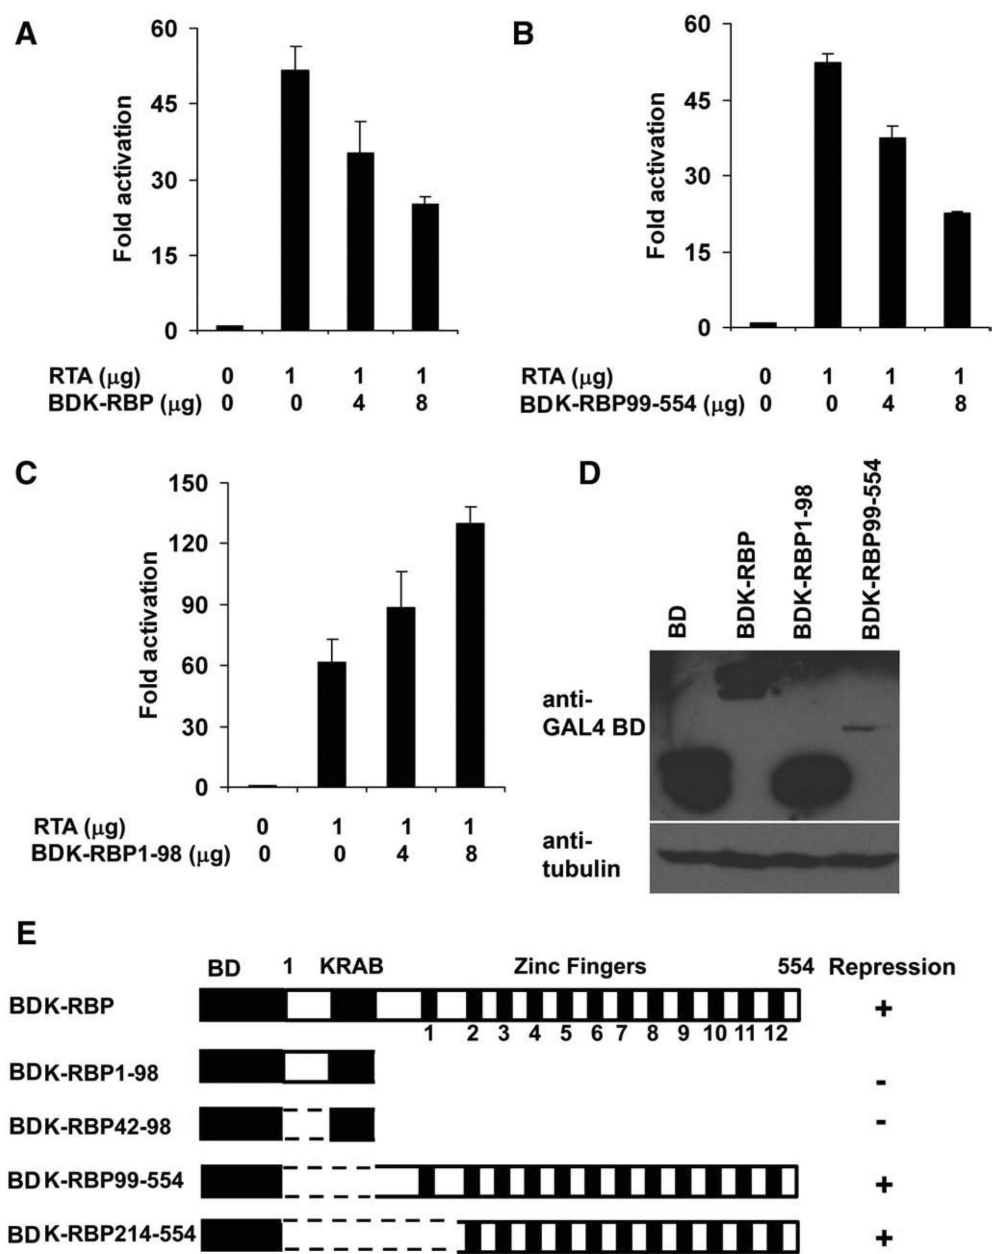 A
60
45
30
15
0
Fold activation
RTA (µg) 0 1 1 1
BDK-RBP (µg) 0 0 4 8
B
60
45
30
15
0
Fold activation
RTA (µg) 0 1 1 1
BDK-RBP99-554 (µg) 0 0 4 8
C
150
120
90
60
30
0
Fold activation
RTA (µg) 0 1 1 1
BDK-RBP1-98 (µg) 0 0 4 8
D
BD
BDK-RBP
BDK-RBP1-98
BDK-RBP99-554
anti-
GAL4 BD
anti-
tubulin
E
BD 1 KRAB Zinc Fingers 554 Repression
BDK-RBP +
1 2 3 4 5 6 7 8 9 10 11 12
BDK-RBP1-98 -
BDK-RBP42-98 -
BDK-RBP99-554 +
BDK-RBP214-554 +